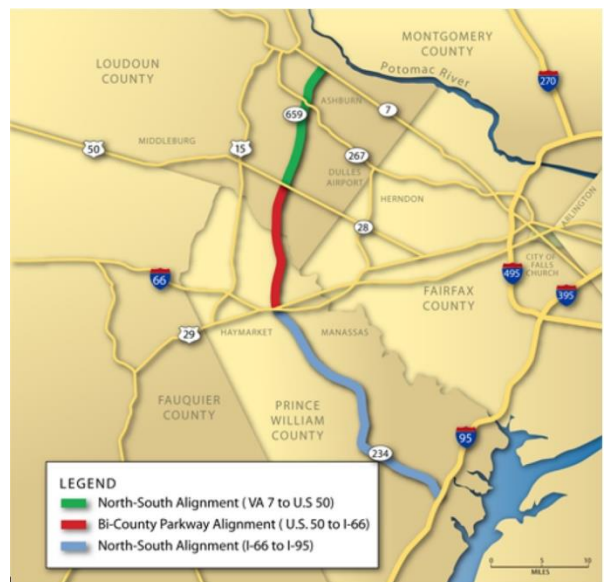 MONTGOMERY
COUNTY
LOUDOUN
COUNTY
Potomac River
270
ASHBURN
659
7
MIDDLEBURG
50
15
267
DULLES
AIRPORT
HERNDON
ARLINGTON
28
CITY OF
FALLS
CHURCH
66
495
395
FAIRFAX
COUNTY
29
HAYMARKET
MANASSAS
FAUQUIER
COUNTY
PRINCE
WILLIAM
COUNTY
95
234
LEGEND
North-South Alignment ( VA 7 to U.S 50)
Bi-County Parkway Alignment ( U.S. 50 to I-66)
North-South Alignment (I-66 to I-95)
0 5 10
MILES